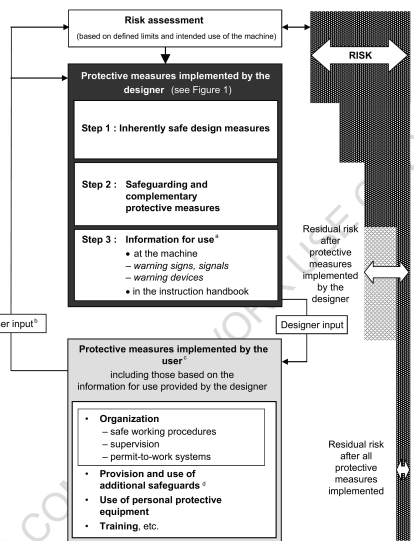 Risk assessment
(based on defined limits and intended use of the machine)
RISK
Protective measures implemented by the
designer (see Figure 1)
Step 1 : Inherently safe design measures
Step 2 : Safeguarding and
complementary
protective measures
Step 3 : Information for use a
• at the machine
– warning signs, signals
– warning devices
• in the instruction handbook
Residual risk
after
protective
measures
implemented
by the
designer
er input b
Designer input
Protective measures implemented by the
user c
including those based on the
information for use provided by the designer
• Organization
– safe working procedures
– supervision
– permit-to-work systems
• Provision and use of
additional safeguards d
• Use of personal protective
equipment
• Training, etc.
Residual risk
after all
protective
measures
implemented